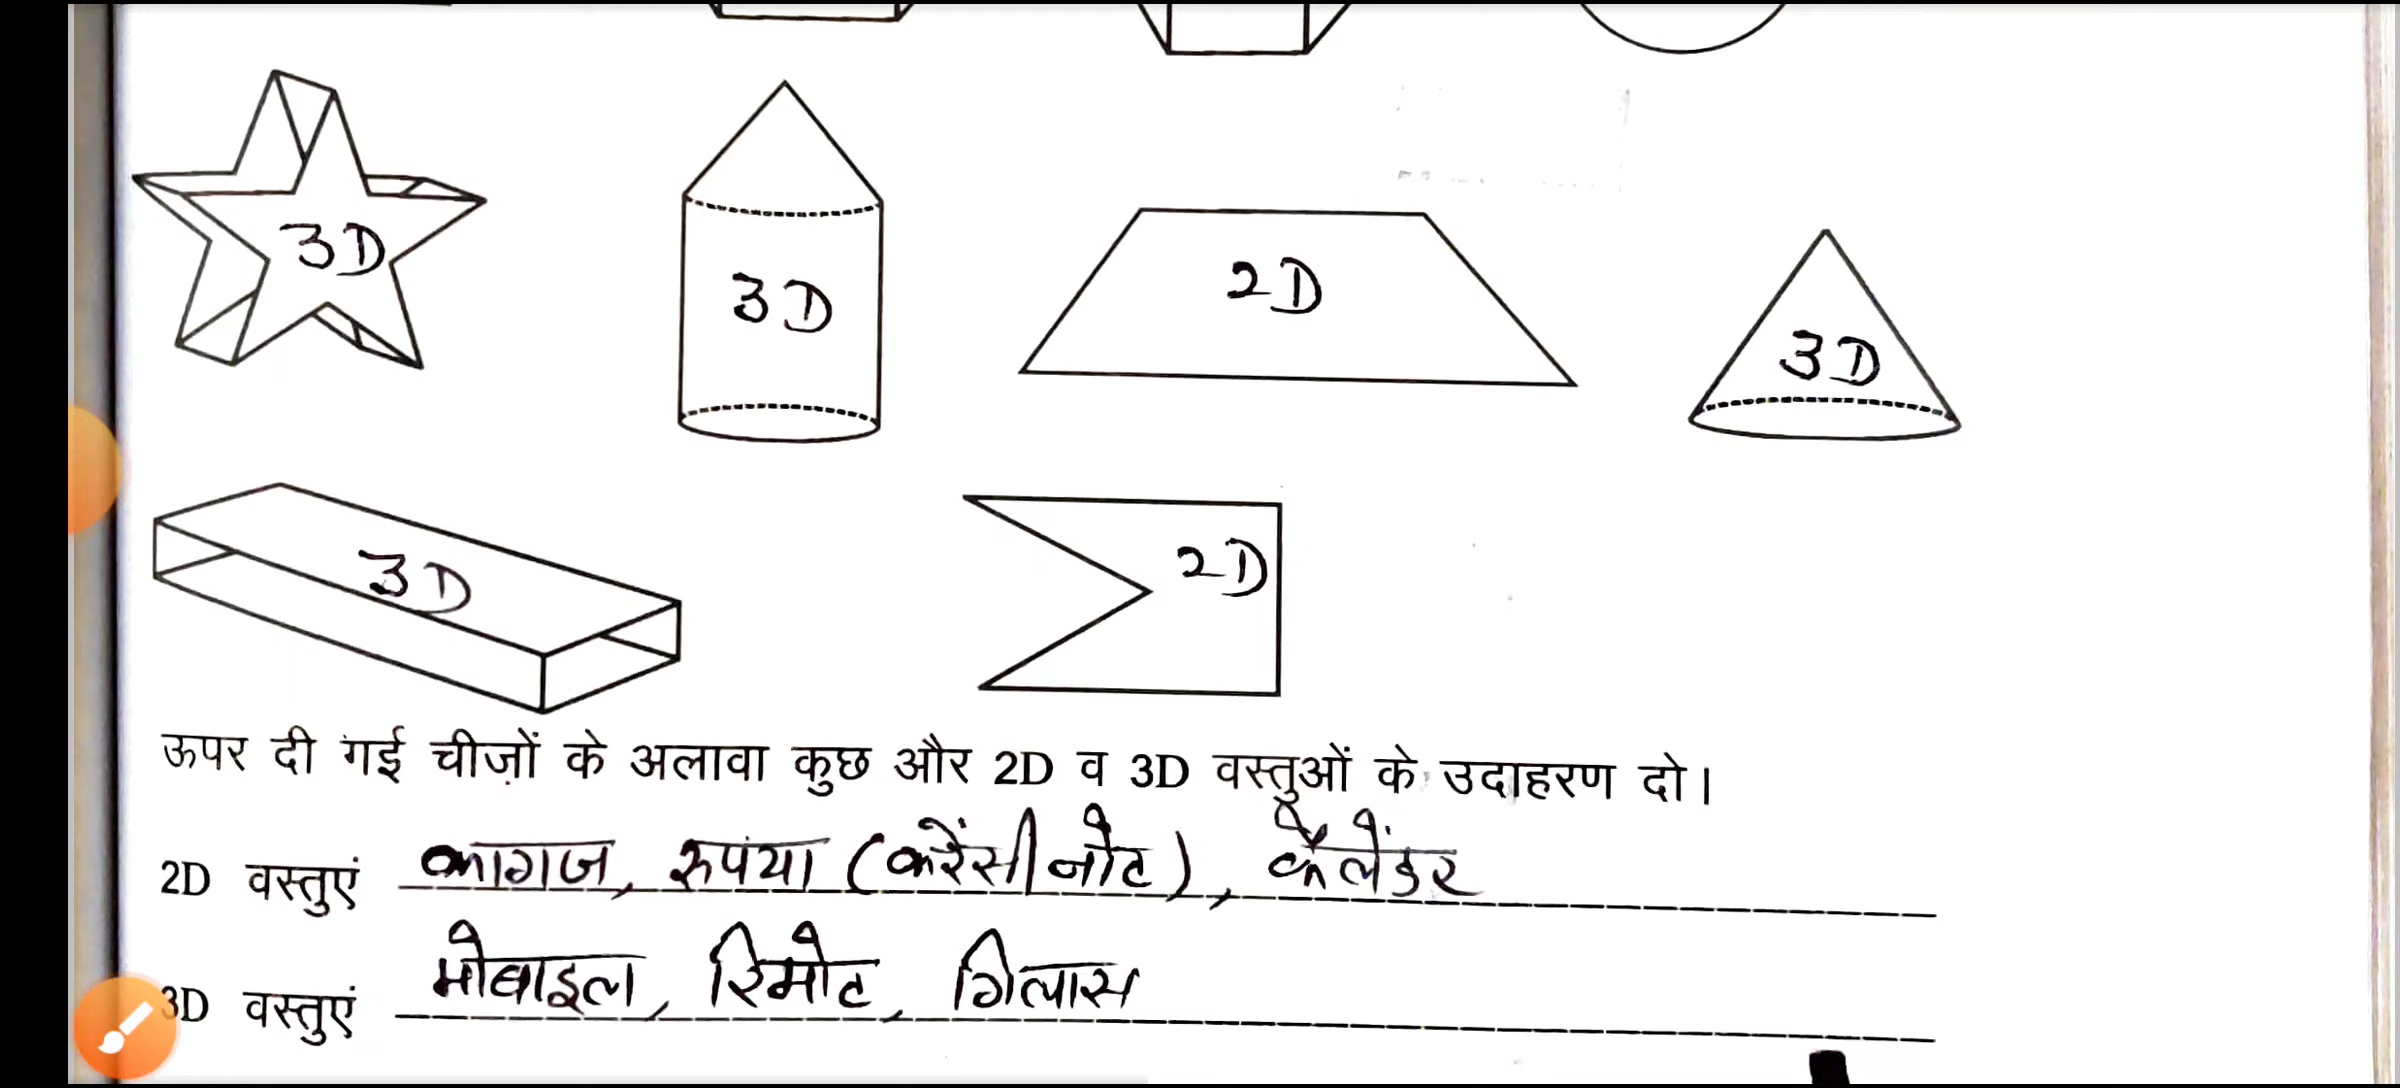 3D
3D
2D
3D
3D
2D
ऊपर दी गई चीज़ों के अलावा कुछ और 2D व 3D वस्तुओं के उदाहरण दो।
2D वस्तुएं कागज, रुपया (करेंसी नोट), कैलेंडर
3D वस्तुएं मोबाइल, रिमोट, गिलास